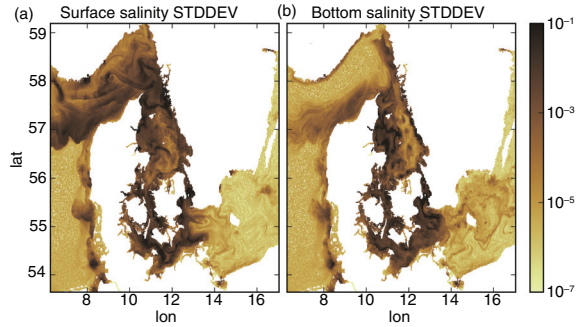 (a) Surface salinity STDDEV (b) Bottom salinity STDDEV
10⁻¹
59
58
10⁻³
57
lat
56
10⁻⁵
55
54
10⁻⁷
8 10 12 14 16 8 10 12 14 16
lon lon